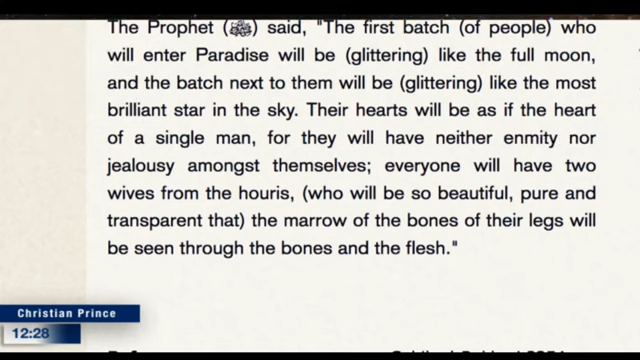 The Prophet (ﷺ) said, "The first batch (of people) who
will enter Paradise will be (glittering) like the full moon,
and the batch next to them will be (glittering) like the most
brilliant star in the sky. Their hearts will be as if the heart
of a single man, for they will have neither enmity nor
jealousy amongst themselves; everyone will have two
wives from the houris, (who will be so beautiful, pure and
transparent that) the marrow of the bones of their legs will
be seen through the bones and the flesh."
Christian Prince
12:28